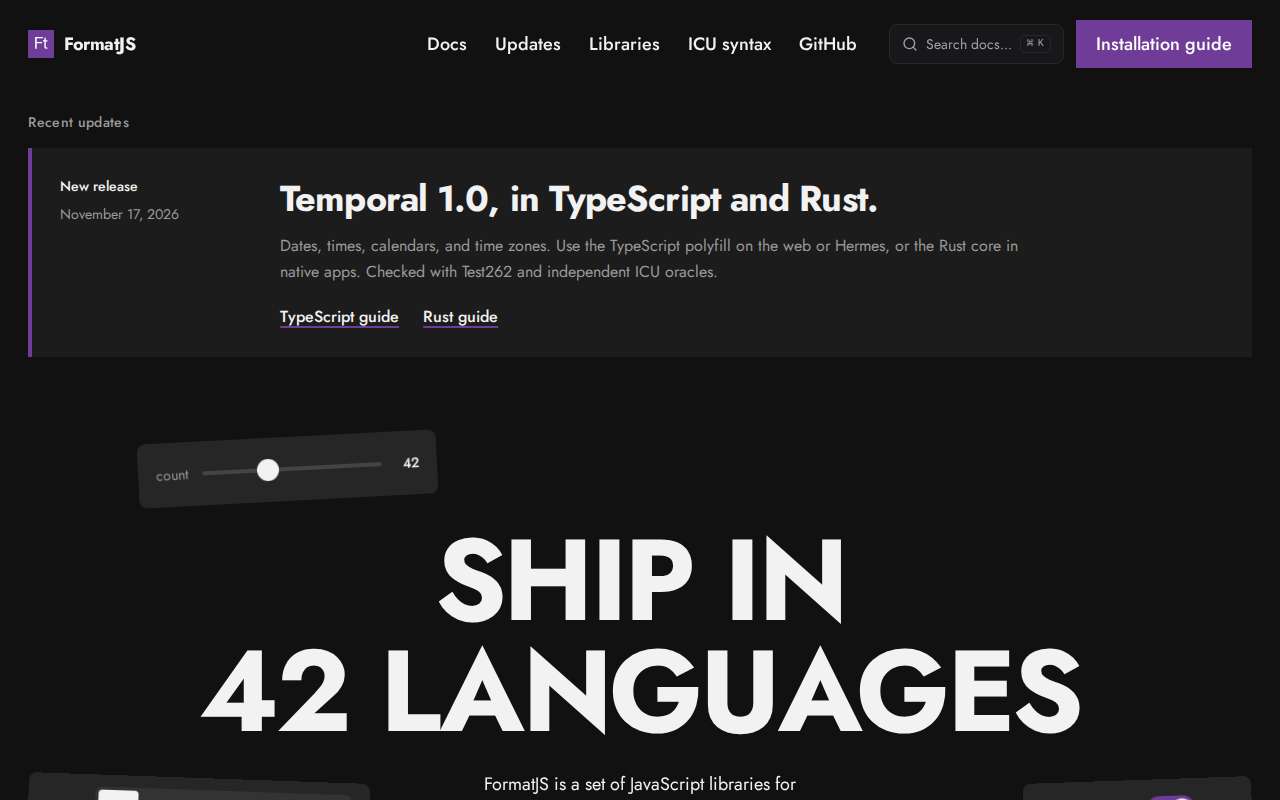 Ft FormatJS
Docs Updates Libraries ICU syntax GitHub Search docs... ⌘ K Installation guide
Recent updates
New release
November 17, 2026
Temporal 1.0, in TypeScript and Rust.
Dates, times, calendars, and time zones. Use the TypeScript polyfill on the web or Hermes, or the Rust core in
native apps. Checked with Test262 and independent ICU oracles.
TypeScript guide Rust guide
count 42
SHIP IN
42 LANGUAGES
FormatJS is a set of JavaScript libraries for